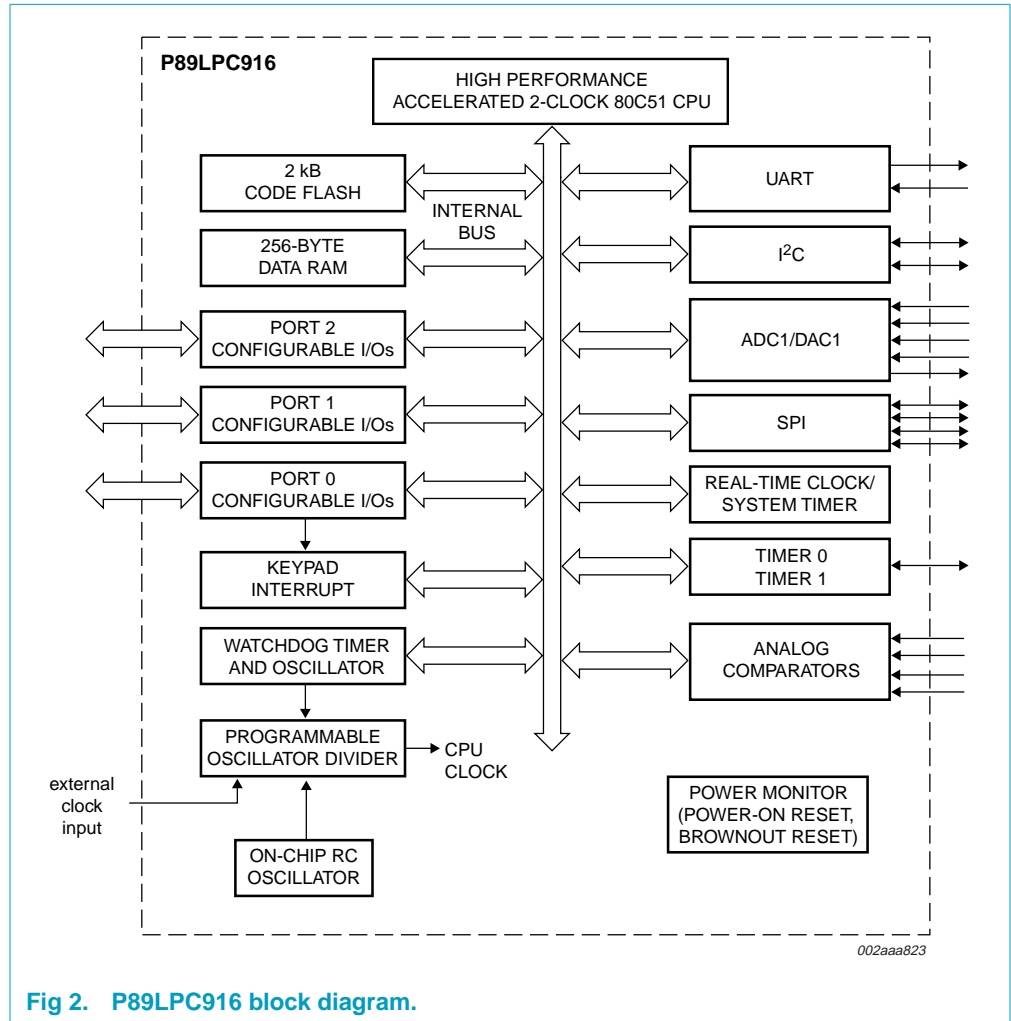 P89LPC916
HIGH PERFORMANCE
ACCELERATED 2-CLOCK 80C51 CPU
2 kB
CODE FLASH
INTERNAL
BUS
256-BYTE
DATA RAM
PORT 2
CONFIGURABLE I/Os
PORT 1
CONFIGURABLE I/Os
PORT 0
CONFIGURABLE I/Os
KEYPAD
INTERRUPT
WATCHDOG TIMER
AND OSCILLATOR
PROGRAMMABLE
OSCILLATOR DIVIDER
CPU
CLOCK
external
clock
input
ON-CHIP RC
OSCILLATOR
UART
I2C
ADC1/DAC1
SPI
REAL-TIME CLOCK/
SYSTEM TIMER
TIMER 0
TIMER 1
ANALOG
COMPARATORS
POWER MONITOR
(POWER-ON RESET,
BROWNOUT RESET)
002aaa823
Fig 2. P89LPC916 block diagram.